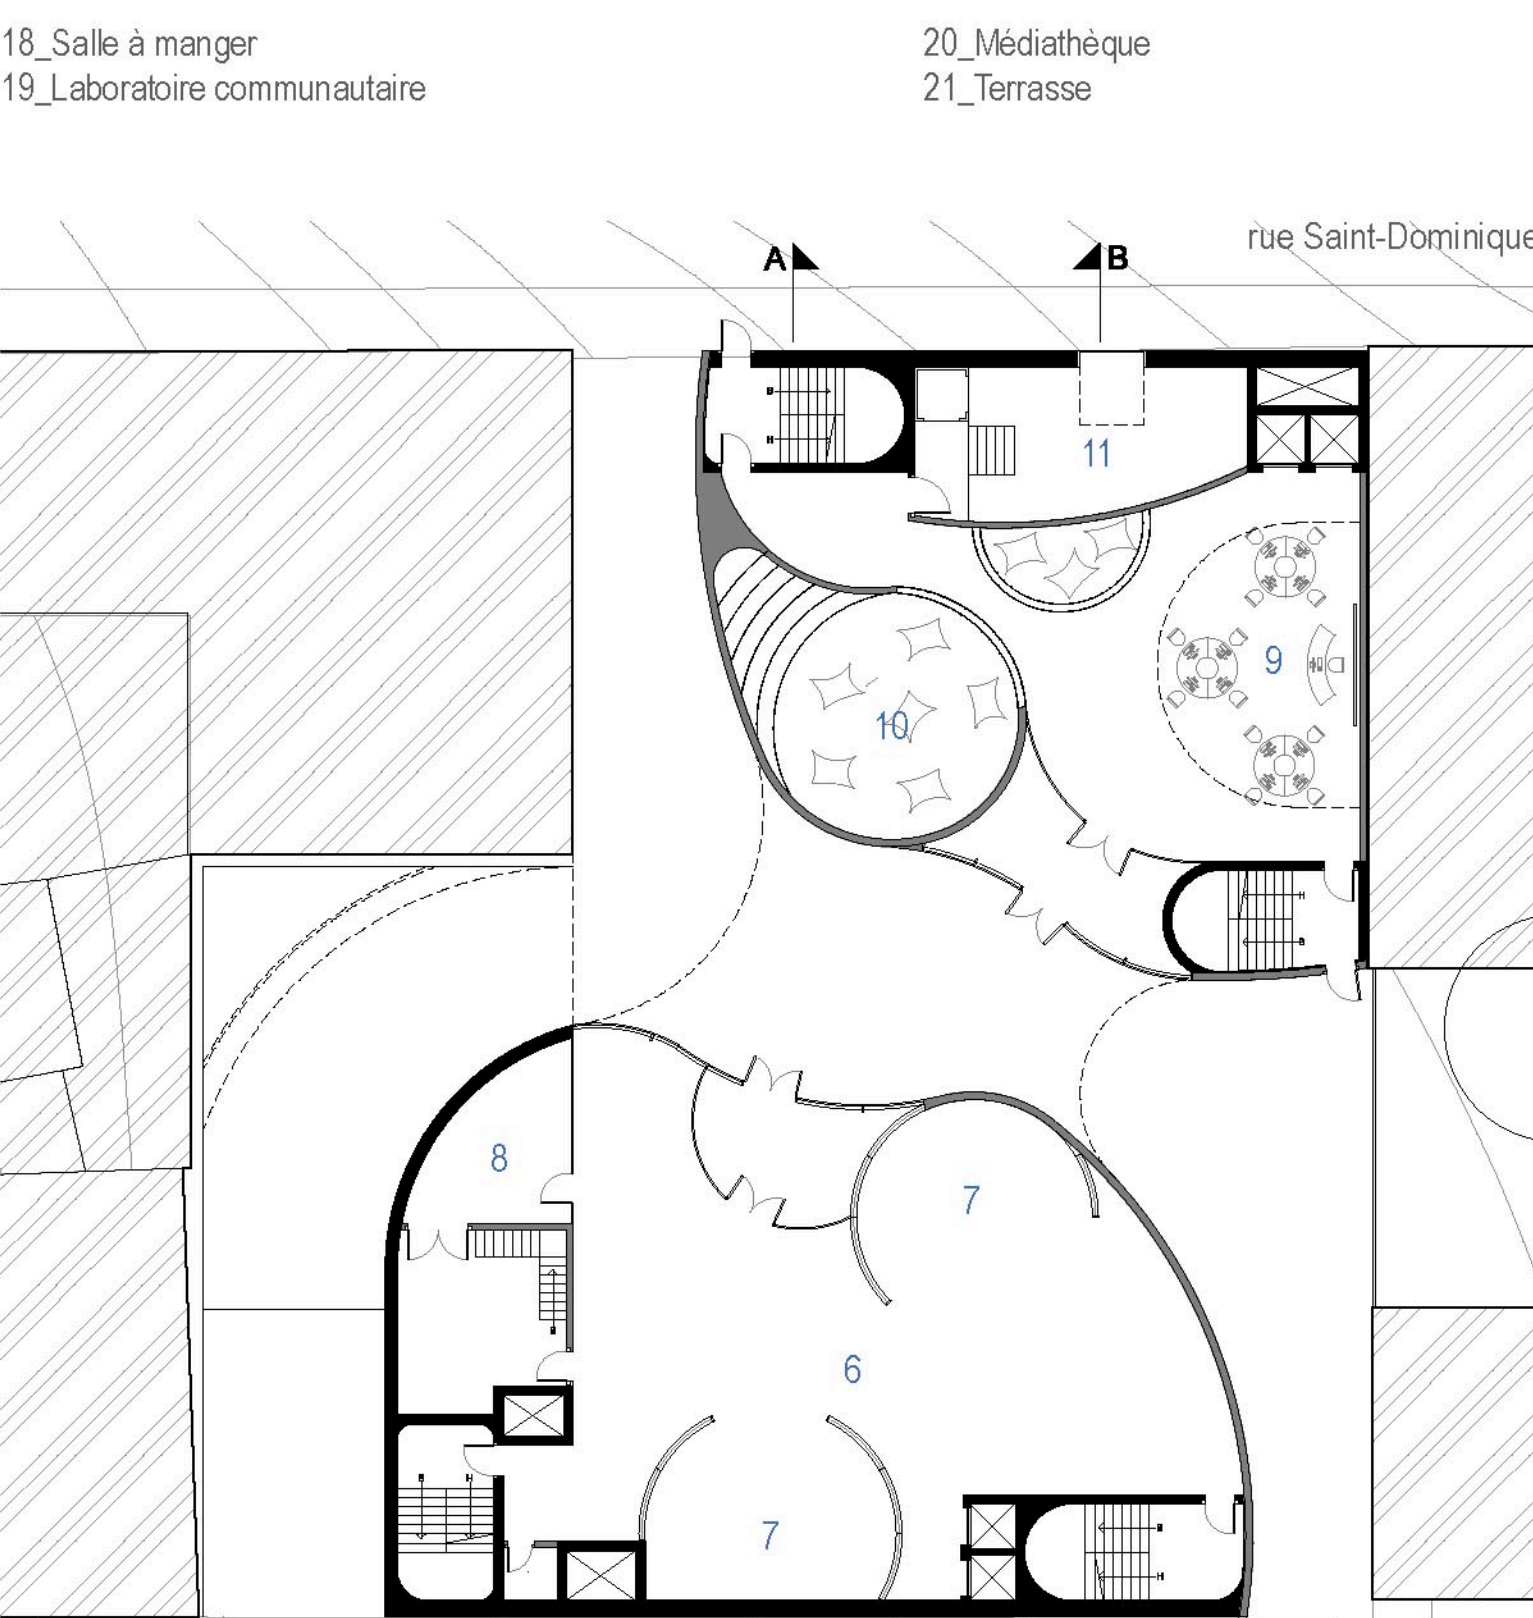 18_Salle à manger
19_Laboratoire communautaire
20_Médiathèque
21_Terrasse
rue Saint-Dominique
A
B
11
9
10
8
7
6
7